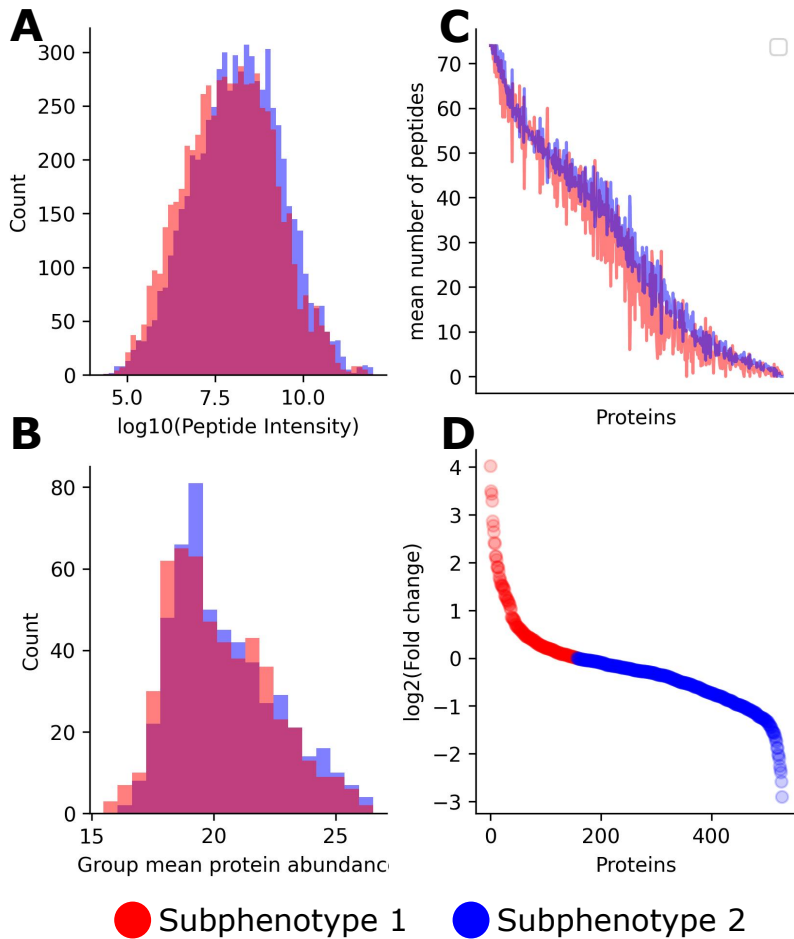 A
300
250
200
150
100
50
0
Count
5.0 7.5 10.0
log10(Peptide Intensity)
C
70
60
50
40
30
20
10
0
mean number of peptides
Proteins
B
80
60
40
20
0
Count
15 20 25
Group mean protein abundanc
D
4
3
2
1
0
−1
−2
−3
log2(Fold change)
0 200 400
Proteins
Subphenotype 1 Subphenotype 2